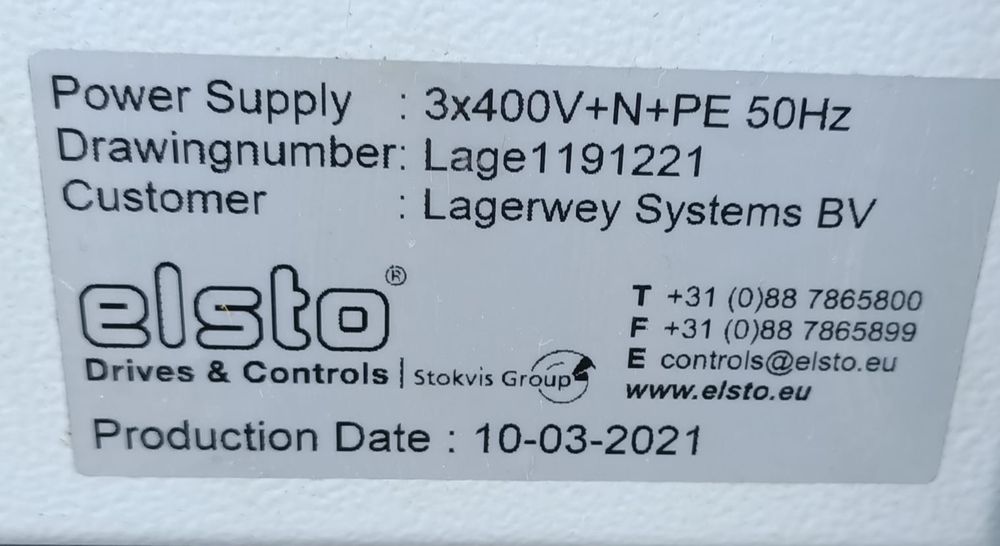 Power Supply : 3x400V+N+PE 50Hz
Drawingnumber: Lage1191221
Customer : Lagerwey Systems BV
elsto®
Drives & Controls | Stokvis Group
T +31 (0)88 7865800
F +31 (0)88 7865899
E controls@elsto.eu
www.elsto.eu
Production Date : 10-03-2021